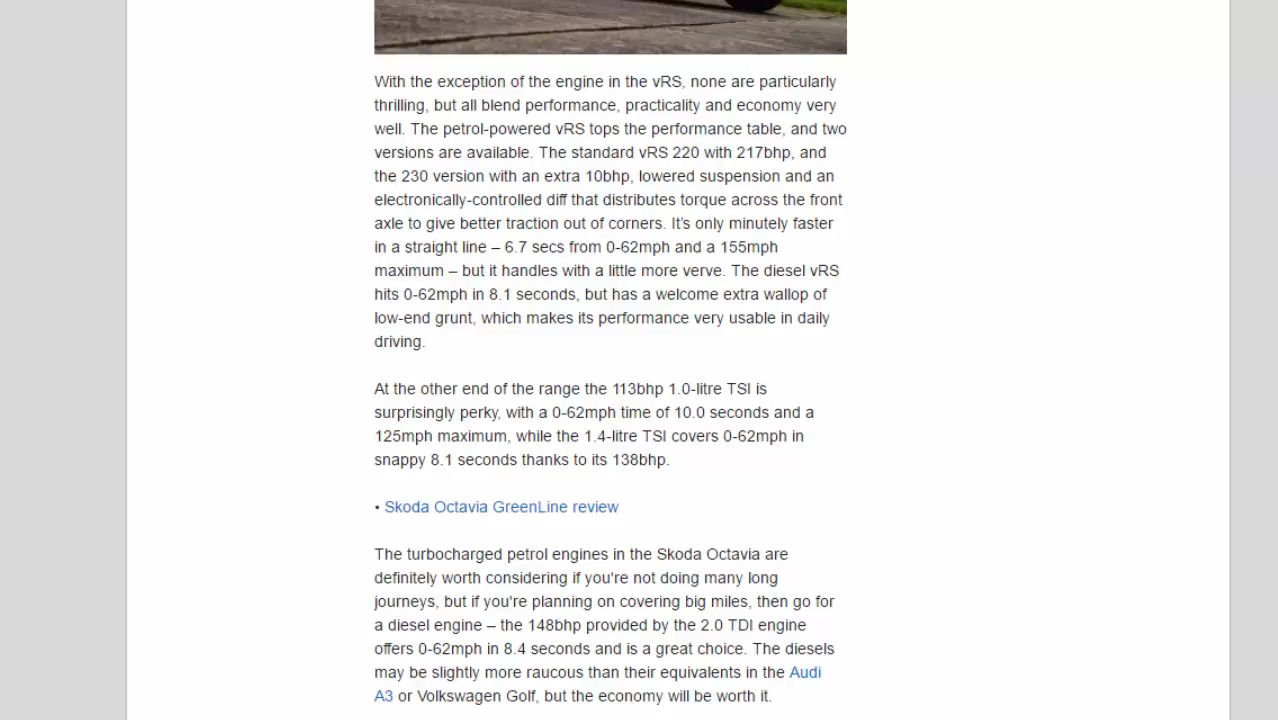 With the exception of the engine in the vRS, none are particularly
thrilling, but all blend performance, practicality and economy very
well. The petrol-powered vRS tops the performance table, and two
versions are available. The standard vRS 220 with 217bhp, and
the 230 version with an extra 10bhp, lowered suspension and an
electronically-controlled diff that distributes torque across the front
axle to give better traction out of corners. It's only minutely faster
in a straight line – 6.7 secs from 0-62mph and a 155mph
maximum – but it handles with a little more verve. The diesel vRS
hits 0-62mph in 8.1 seconds, but has a welcome extra wallop of
low-end grunt, which makes its performance very usable in daily
driving.
At the other end of the range the 113bhp 1.0-litre TSI is
surprisingly perky, with a 0-62mph time of 10.0 seconds and a
125mph maximum, while the 1.4-litre TSI covers 0-62mph in
snappy 8.1 seconds thanks to its 138bhp.
• Skoda Octavia GreenLine review
The turbocharged petrol engines in the Skoda Octavia are
definitely worth considering if you're not doing many long
journeys, but if you're planning on covering big miles, then go for
a diesel engine – the 148bhp provided by the 2.0 TDI engine
offers 0-62mph in 8.4 seconds and is a great choice. The diesels
may be slightly more raucous than their equivalents in the Audi
A3 or Volkswagen Golf, but the economy will be worth it.